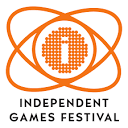 i
INDEPENDENT
GAMES FESTIVAL